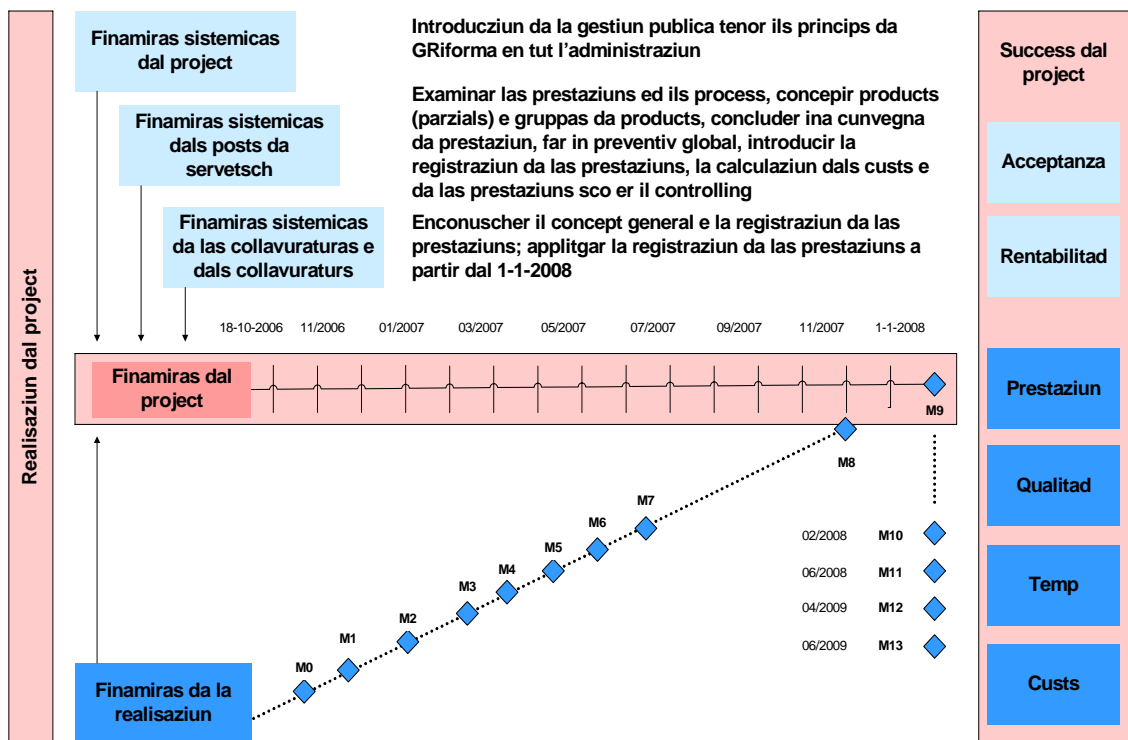 Realisaziun dal project
Finamiras sistemicas
dal project
Introducziun da la gestiun publica tenor ils princips da
GRiforma en tut l'administraziun
Finamiras sistemicas
dals posts da
servetsch
Examinar las prestaziuns ed ils process, concepir products
(parzials) e gruppas da products, concluder ina cunvegna
da prestaziun, far in preventiv global, introducir la
registraziun da las prestaziuns, la calculaziun dals custs e
da las prestaziuns sco er il controlling
Finamiras sistemicas
da las collavuraturas e
dals collavuraturs
Enconuscher il concept general e la registraziun da las
prestaziuns; applitgar la registraziun da las prestaziuns a
partir dal 1-1-2008
18-10-2006 11/2006 01/2007 03/2007 05/2007 07/2007 09/2007 11/2007 1-1-2008
Finamiras dal
project
M9
M8
M7
M6
M5
M4
M3
M2
M1
M0
02/2008 M10
06/2008 M11
04/2009 M12
06/2009 M13
Finamiras da la
realisaziun
Success dal
project
Acceptanza
Rentabilitad
Prestaziun
Qualitad
Temp
Custs